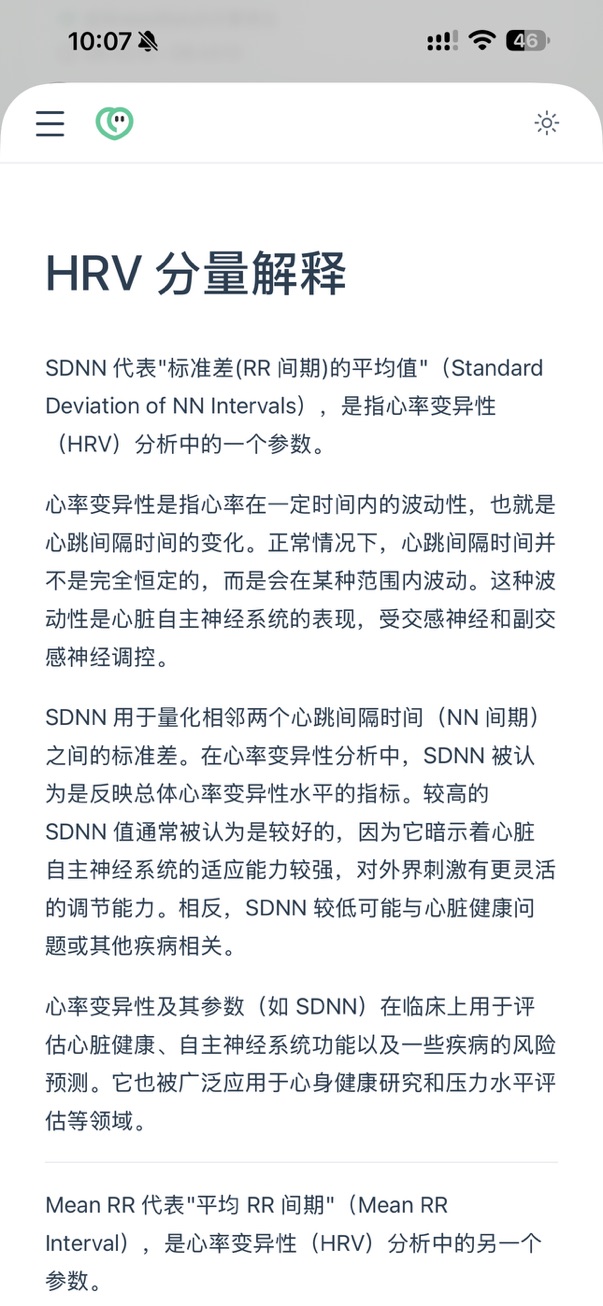 10:07
46
HRV 分量解释
SDNN 代表"标准差(RR 间期)的平均值"（Standard
Deviation of NN Intervals），是指心率变异性
（HRV）分析中的一个参数。
心率变异性是指心率在一定时间内的波动性，也就是
心跳间隔时间的变化。正常情况下，心跳间隔时间并
不是完全恒定的，而是会在某种范围内波动。这种波
动性是心脏自主神经系统的表现，受交感神经和副交
感神经调控。
SDNN 用于量化相邻两个心跳间隔时间（NN 间期）
之间的标准差。在心率变异性分析中，SDNN 被认
为是反映总体心率变异性水平的指标。较高的
SDNN 值通常被认为是较好的，因为它暗示着心脏
自主神经系统的适应能力较强，对外界刺激有更灵活
的调节能力。相反，SDNN 较低可能与心脏健康问
题或其他疾病相关。
心率变异性及其参数（如 SDNN）在临床上用于评
估心脏健康、自主神经系统功能以及一些疾病的风险
预测。它也被广泛应用于心身健康研究和压力水平评
估等领域。
Mean RR 代表"平均 RR 间期"（Mean RR
Interval），是心率变异性（HRV）分析中的另一个
参数。